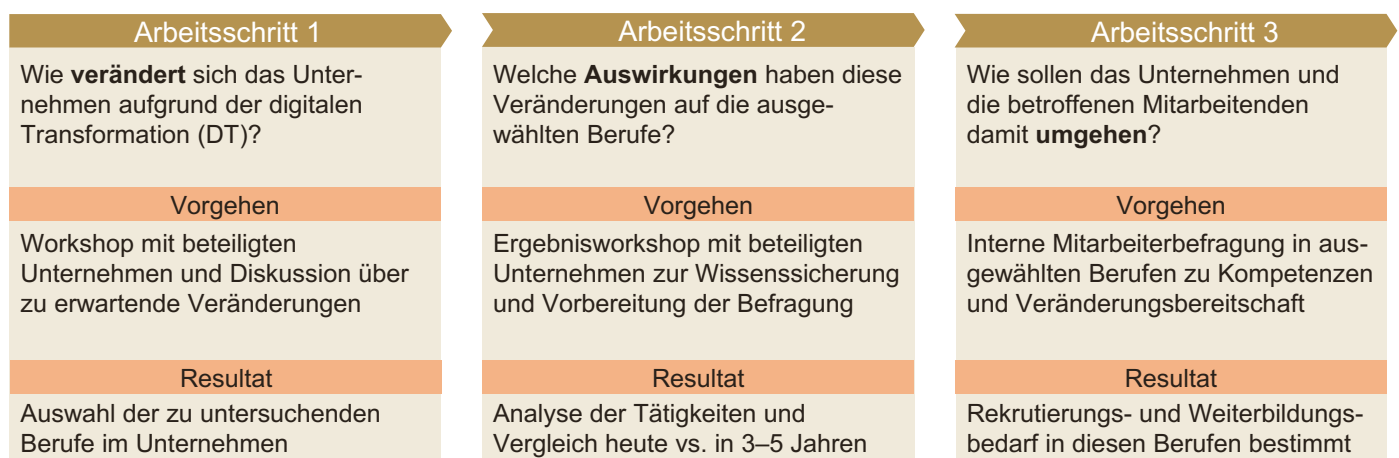 Arbeitsschritt 1
Wie verändert sich das Unter-
nehmen aufgrund der digitalen
Transformation (DT)?
Vorgehen
Workshop mit beteiligten
Unternehmen und Diskussion über
zu erwartende Veränderungen
Resultat
Auswahl der zu untersuchenden
Berufe im Unternehmen
Arbeitsschritt 2
Welche Auswirkungen haben diese
Veränderungen auf die ausge-
wählten Berufe?
Vorgehen
Ergebnisworkshop mit beteiligten
Unternehmen zur Wissenssicherung
und Vorbereitung der Befragung
Resultat
Analyse der Tätigkeiten und
Vergleich heute vs. in 3–5 Jahren
Arbeitsschritt 3
Wie sollen das Unternehmen und
die betroffenen Mitarbeitenden
damit umgehen?
Vorgehen
Interne Mitarbeiterbefragung in aus-
gewählten Berufen zu Kompetenzen
und Veränderungsbereitschaft
Resultat
Rekrutierungs- und Weiterbildungs-
bedarf in diesen Berufen bestimmt